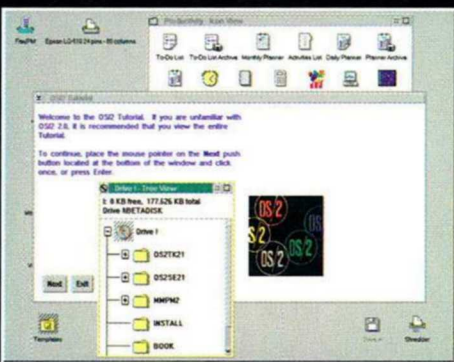 Productivity - Icon View
Epson LQ-510 24 pins - 80 columns
To-Do List To-Do List Archive Monthly Planner Activities List Daily Planner Planner Archive
OS/2 Tutorial
Welcome to the OS/2 Tutorial. If you are unfamiliar with
OS/2 2.0, it is recommended that you view the entire
Tutorial.
To continue, place the mouse pointer on the Next push
button located at the bottom of the window and click
once, or press Enter.
Drive I - Tree View
I: 0 KB free, 177,626 KB total
Drive NBETADISK
Drive I
OS2TK21
OS2SE21
MMPM2
INSTALL
BOOK
OS/2
OS/2
OS/2
OS/2
Next Exit
Templates
Drive A
Shredder